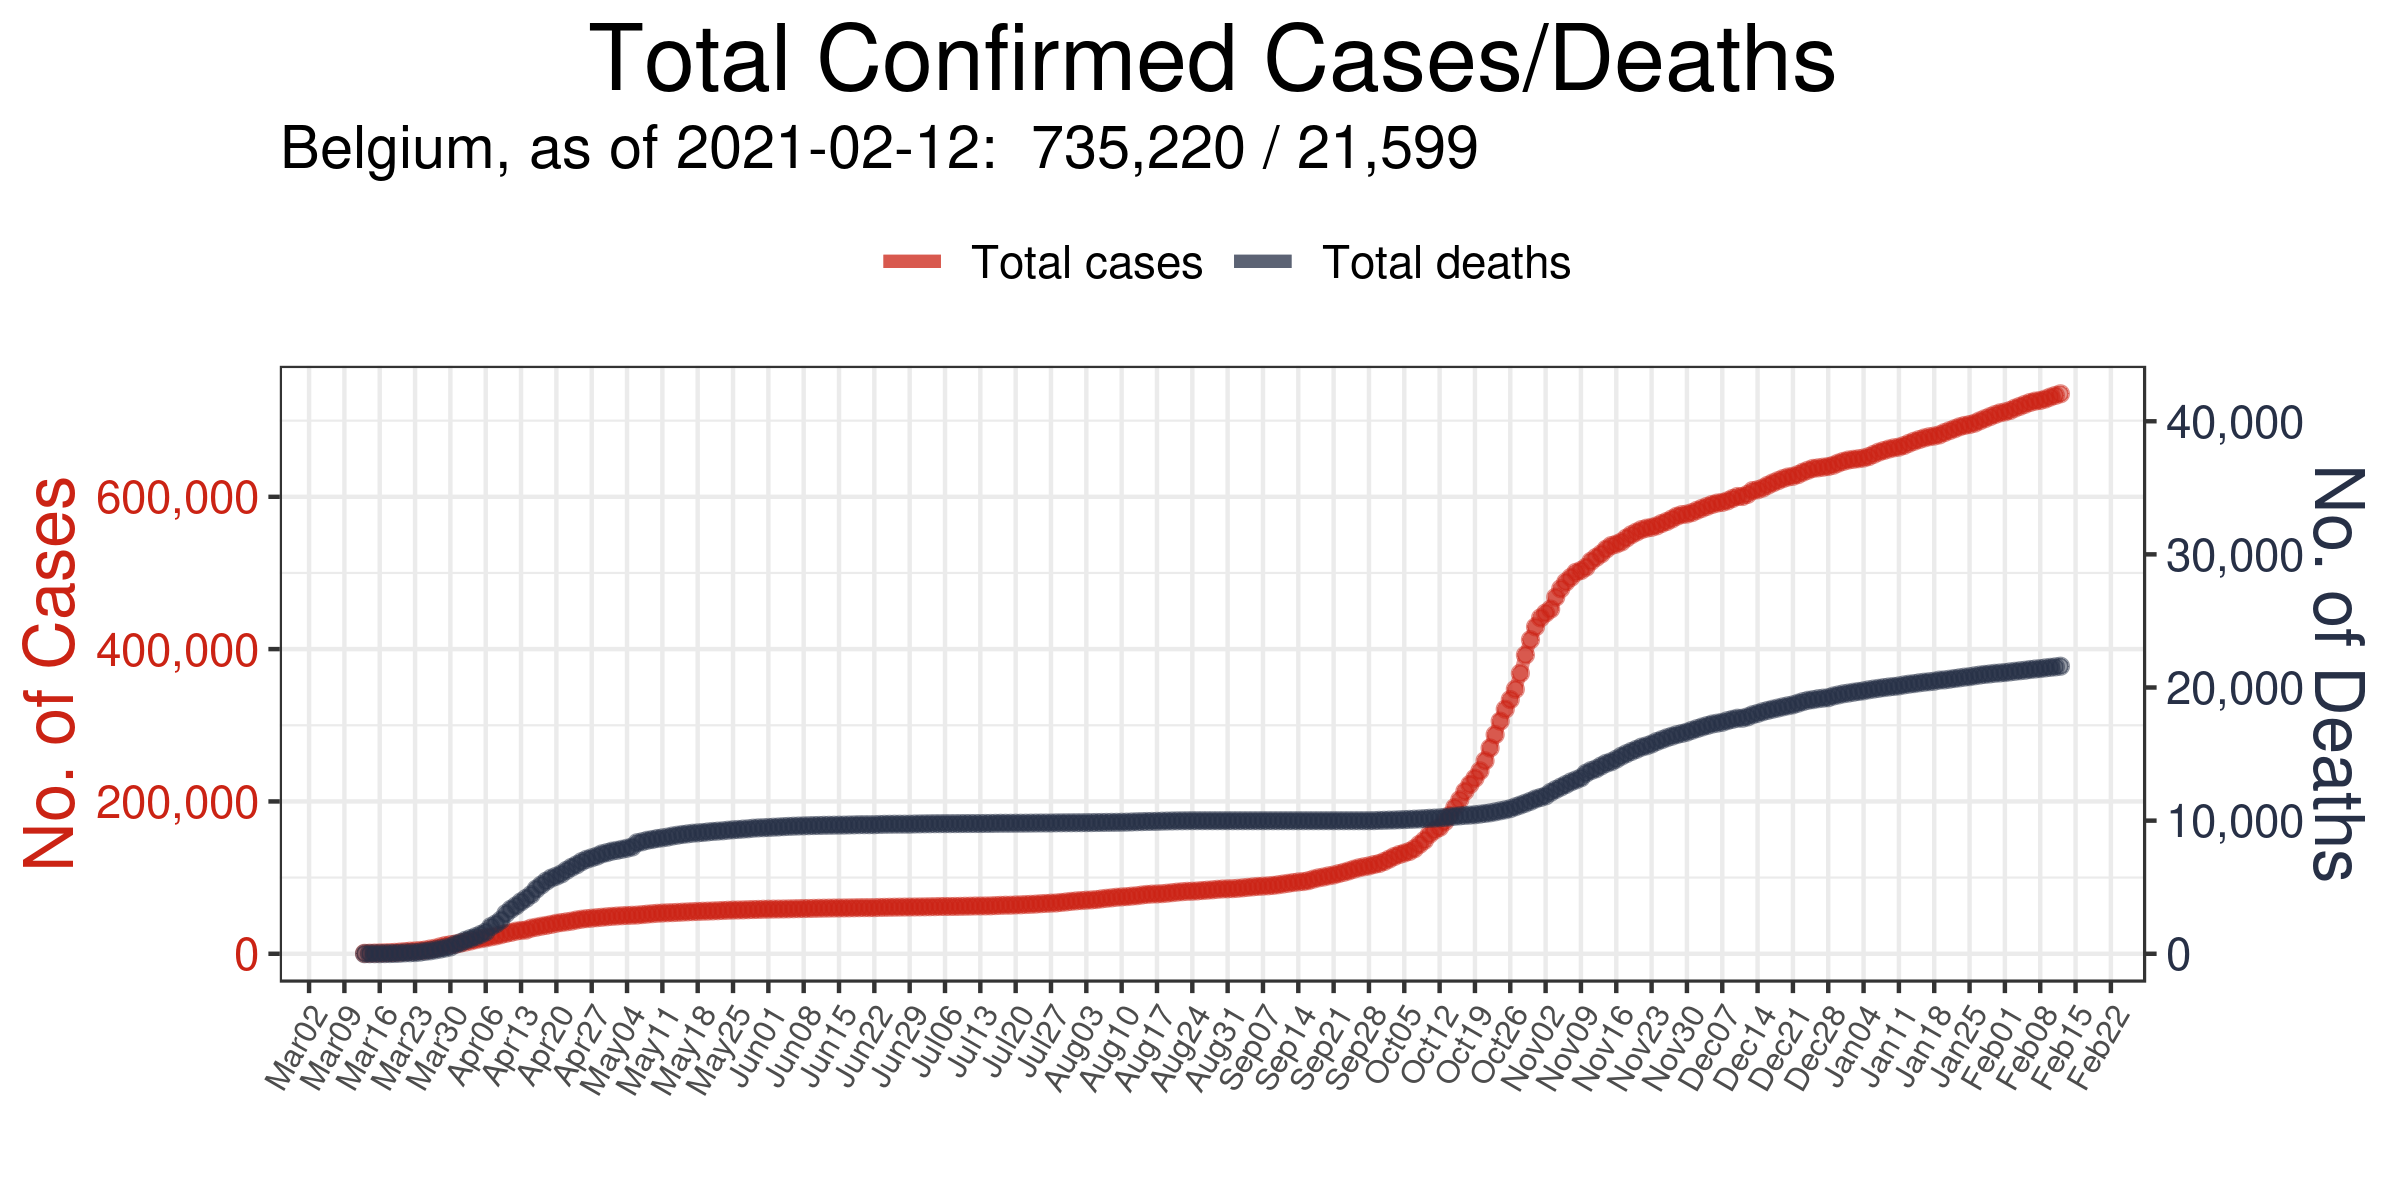 Total Confirmed Cases/Deaths
Belgium, as of 2021-02-12:  735,220 / 21,599
Total cases
Total deaths
No. of Cases
600,000
400,000
200,000
0
40,000
30,000
20,000
10,000
0
No. of Deaths
Mar02
Mar09
Mar16
Mar23
Mar30
Apr06
Apr13
Apr20
Apr27
May04
May11
May18
May25
Jun01
Jun08
Jun15
Jun22
Jun29
Jul06
Jul13
Jul20
Jul27
Aug03
Aug10
Aug17
Aug24
Aug31
Sep07
Sep14
Sep21
Sep28
Oct05
Oct12
Oct19
Oct26
Nov02
Nov09
Nov16
Nov23
Nov30
Dec07
Dec14
Dec21
Dec28
Jan04
Jan11
Jan18
Jan25
Feb01
Feb08
Feb15
Feb22